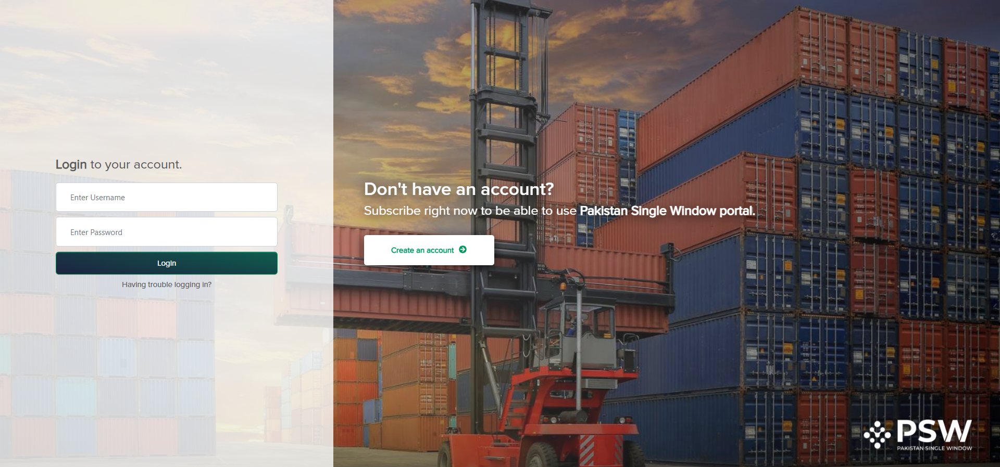 Login to your account.
Enter Username
Enter Password
Login
Having trouble logging in?
Don't have an account?
Subscribe right now to be able to use Pakistan Single Window portal.
Create an account
PSW
PAKISTAN SINGLE WINDOW